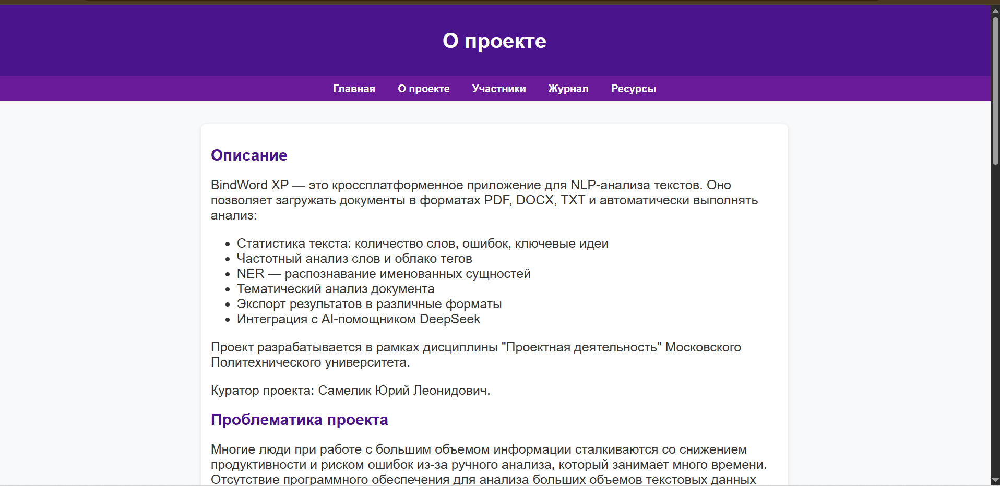 О проекте
Главная О проекте Участники Журнал Ресурсы
Описание
BindWord XP — это кроссплатформенное приложение для NLP-анализа текстов. Оно
позволяет загружать документы в форматах PDF, DOCX, TXT и автоматически выполнять
анализ:
• Статистика текста: количество слов, ошибок, ключевые идеи
• Частотный анализ слов и облако тегов
• NER — распознавание именованных сущностей
• Тематический анализ документа
• Экспорт результатов в различные форматы
• Интеграция с AI-помощником DeepSeek
Проект разрабатывается в рамках дисциплины "Проектная деятельность" Московского
Политехнического университета.
Куратор проекта: Самелик Юрий Леонидович.
Проблематика проекта
Многие люди при работе с большим объемом информации сталкиваются со снижением
продуктивности и риском ошибок из-за ручного анализа, который занимает много времени.
Отсутствие программного обеспечения для анализа больших объемов текстовых данных